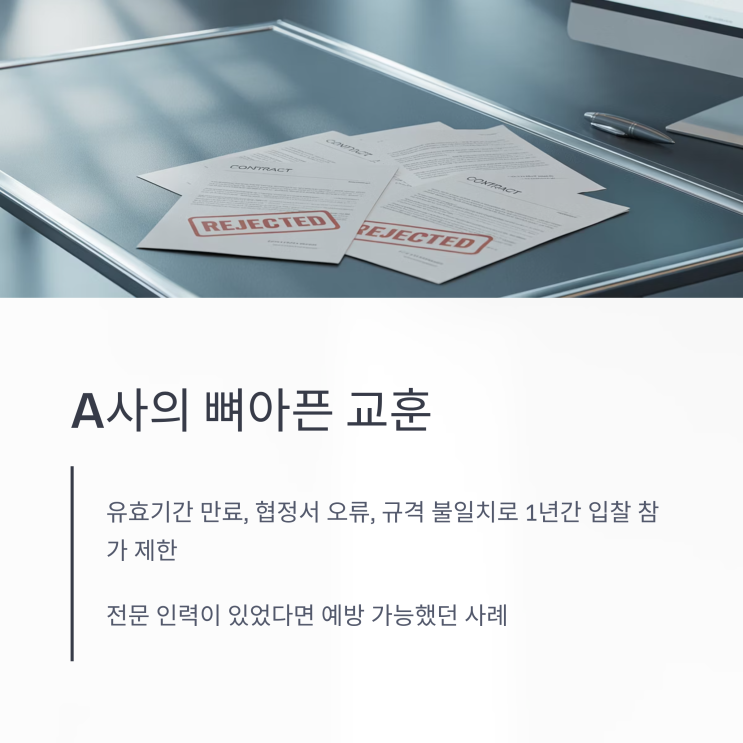 CONTRACT
CONTRACT
CONTRACT
REJECTED
REJECTED
A사의 뼈아픈 교훈
유효기간 만료, 협정서 오류, 규격 불일치로 1년간 입찰 참
가 제한
전문 인력이 있었다면 예방 가능했던 사례